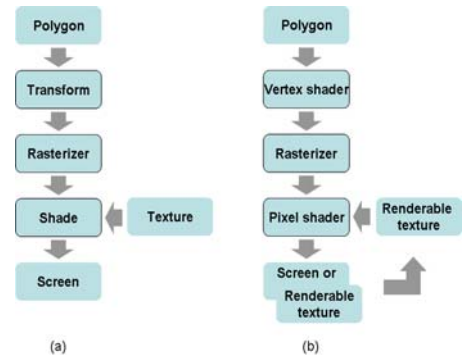 Polygon
Transform
Rasterizer
Shade
Texture
Screen
(a)
Polygon
Vertex shader
Rasterizer
Pixel shader
Renderable
texture
Screen or
Renderable
texture
(b)